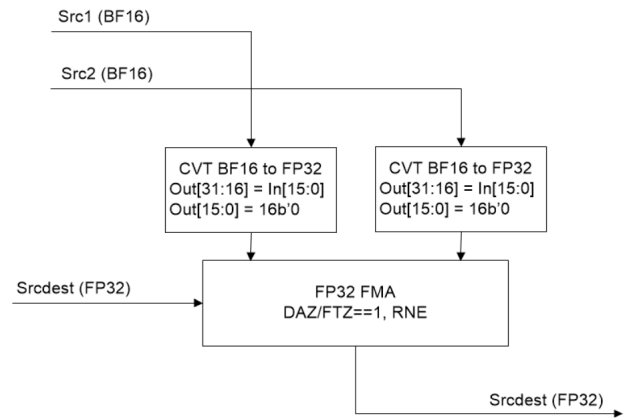 Src1 (BF16)
Src2 (BF16)
CVT BF16 to FP32
Out[31:16] = In[15:0]
Out[15:0] = 16b'0
CVT BF16 to FP32
Out[31:16] = In[15:0]
Out[15:0] = 16b'0
Srcdest (FP32)
FP32 FMA
DAZ/FTZ==1, RNE
Srcdest (FP32)